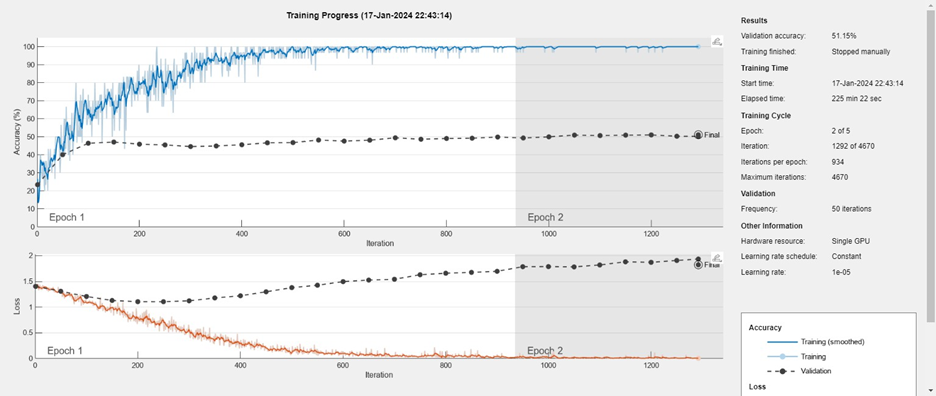 Training Progress (17-Jan-2024 22:43:14)
100
90
80
70
60
50
40
30
20
10
0
Accuracy (%)
Final
Epoch 1
Epoch 2
0 200 400 600 800 1000 1200
Iteration
2
1.5
1
0.5
0
Loss
Final
Epoch 1
Epoch 2
0 200 400 600 800 1000 1200
Iteration
Results
Validation accuracy: 51.15%
Training finished: Stopped manually
Training Time
Start time: 17-Jan-2024 22:43:14
Elapsed time: 225 min 22 sec
Training Cycle
Epoch: 2 of 5
Iteration: 1292 of 4670
Iterations per epoch: 934
Maximum iterations: 4670
Validation
Frequency: 50 iterations
Other Information
Hardware resource: Single GPU
Learning rate schedule: Constant
Learning rate: 1e-05
Accuracy
Training (smoothed)
Training
Validation
Loss